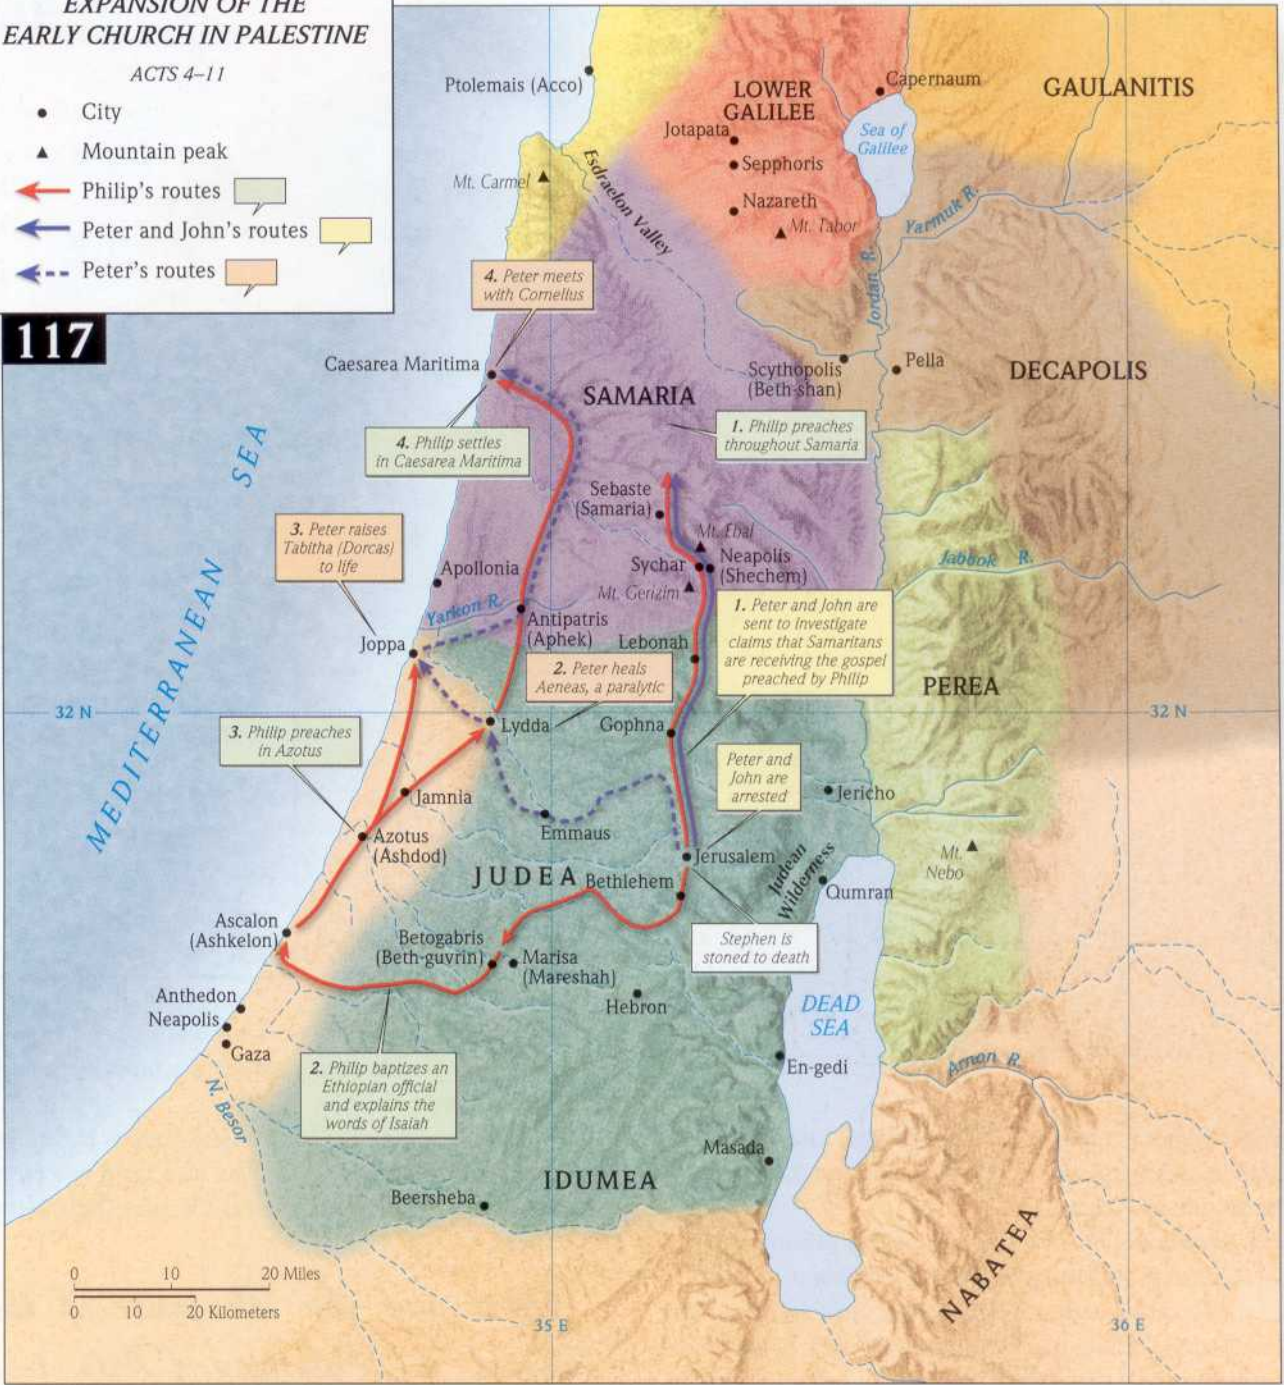 EXPANSION OF THE
EARLY CHURCH IN PALESTINE
ACTS 4–11
City
Mountain peak
Philip's routes
Peter and John's routes
Peter's routes
117
Ptolemais (Acco)
LOWER
GALILEE
Capernaum
GAULANITIS
Jotapata
Sea of
Galilee
Sepphoris
Mt. Carmel
Esdraelon Valley
Nazareth
Mt. Tabor
Yarmuk R.
Jordan R.
4. Peter meets
with Cornelius
Caesarea Maritima
Scythopolis
(Beth-shan)
Pella
DECAPOLIS
SAMARIA
1. Philip preaches
throughout Samaria
4. Philip settles
in Caesarea Maritima
MEDITERRANEAN SEA
Sebaste
(Samaria)
3. Peter raises
Tabitha (Dorcas)
to life
Mt. Ebal
Apollonia
Sychar
Neapolis
(Shechem)
Jabbok R.
Mt. Gerizim
Yarkon R.
Antipatris
(Aphek)
1. Peter and John are
sent to investigate
claims that Samaritans
are receiving the gospel
preached by Philip
Joppa
Lebonah
2. Peter heals
Aeneas, a paralytic
PEREA
32 N
32 N
Lydda
Gophna
3. Philip preaches
in Azotus
Peter and
John are
arrested
Jamnia
Jericho
Emmaus
Azotus
(Ashdod)
Jerusalem
Judean
Wilderness
Mt.
Nebo
JUDEA
Bethlehem
Qumran
Ascalon
(Ashkelon)
Betogabris
(Beth-guvrin)
Marisa
(Mareshah)
Stephen is
stoned to death
Anthedon
Neapolis
Hebron
DEAD
SEA
Gaza
En-gedi
Arnon R.
2. Philip baptizes an
Ethiopian official
and explains the
words of Isaiah
N. Besor
Masada
IDUMEA
Beersheba
NABATEA
0 10 20 Miles
0 10 20 Kilometers
35 E
36 E